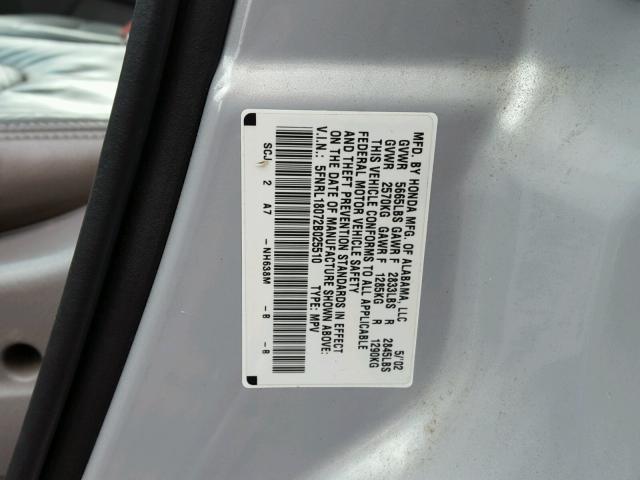 MFD. BY HONDA MFG. OF ALABAMA, LLC 5/02
GVWR 5665LBS GAWR F 2833LBS R 2845LBS
GVWR 2570KG GAWR F 1285KG R 1290KG
THIS VEHICLE CONFORMS TO ALL APPLICABLE
FEDERAL MOTOR VEHICLE SAFETY
AND THEFT PREVENTION STANDARDS IN EFFECT
ON THE DATE OF MANUFACTURE SHOWN ABOVE.
V.I.N.: 5FNRL18072B025510 TYPE: MPV
SCJ 2 A7 -NH638M -B -B